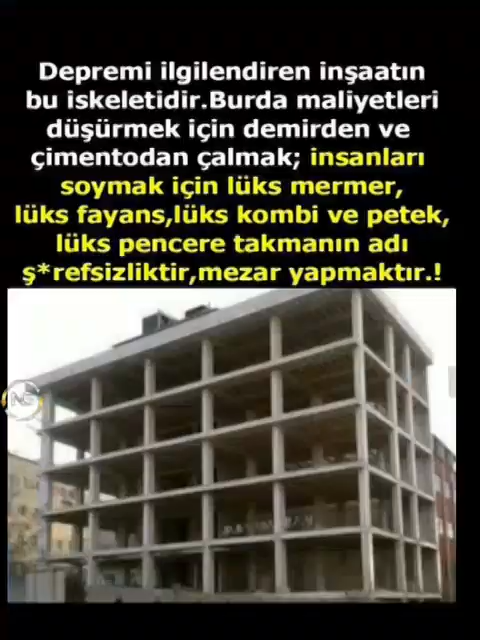 Depremi ilgilendiren inşaatın
bu iskeletidir.Burda maliyetleri
düşürmek için demirden ve
çimentodan çalmak; insanları
soymak için lüks mermer,
lüks fayans,lüks kombi ve petek,
lüks pencere takmanın adı
ş*refsizliktir,mezar yapmaktır.!